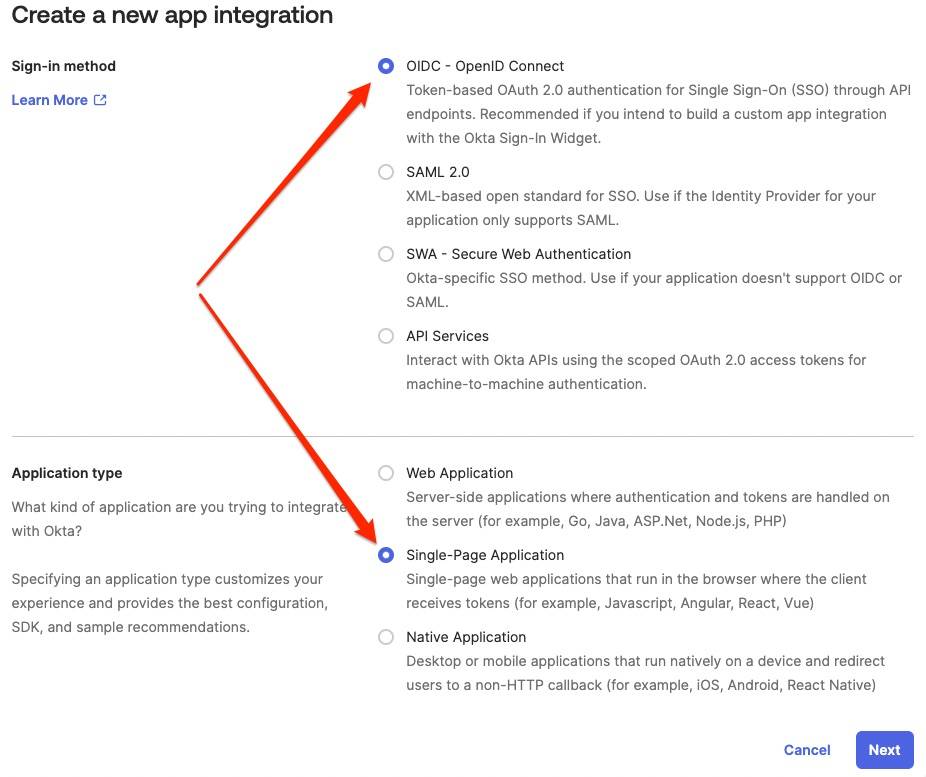 Create a new app integration
Sign-in method
Learn More
OIDC - OpenID Connect
Token-based OAuth 2.0 authentication for Single Sign-On (SSO) through API
endpoints. Recommended if you intend to build a custom app integration
with the Okta Sign-In Widget.
SAML 2.0
XML-based open standard for SSO. Use if the Identity Provider for your
application only supports SAML.
SWA - Secure Web Authentication
Okta-specific SSO method. Use if your application doesn't support OIDC or
SAML.
API Services
Interact with Okta APIs using the scoped OAuth 2.0 access tokens for
machine-to-machine authentication.
Application type
What kind of application are you trying to integrate
with Okta?
Specifying an application type customizes your
experience and provides the best configuration,
SDK, and sample recommendations.
Web Application
Server-side applications where authentication and tokens are handled on
the server (for example, Go, Java, ASP.Net, Node.js, PHP)
Single-Page Application
Single-page web applications that run in the browser where the client
receives tokens (for example, Javascript, Angular, React, Vue)
Native Application
Desktop or mobile applications that run natively on a device and redirect
users to a non-HTTP callback (for example, iOS, Android, React Native)
Cancel
Next